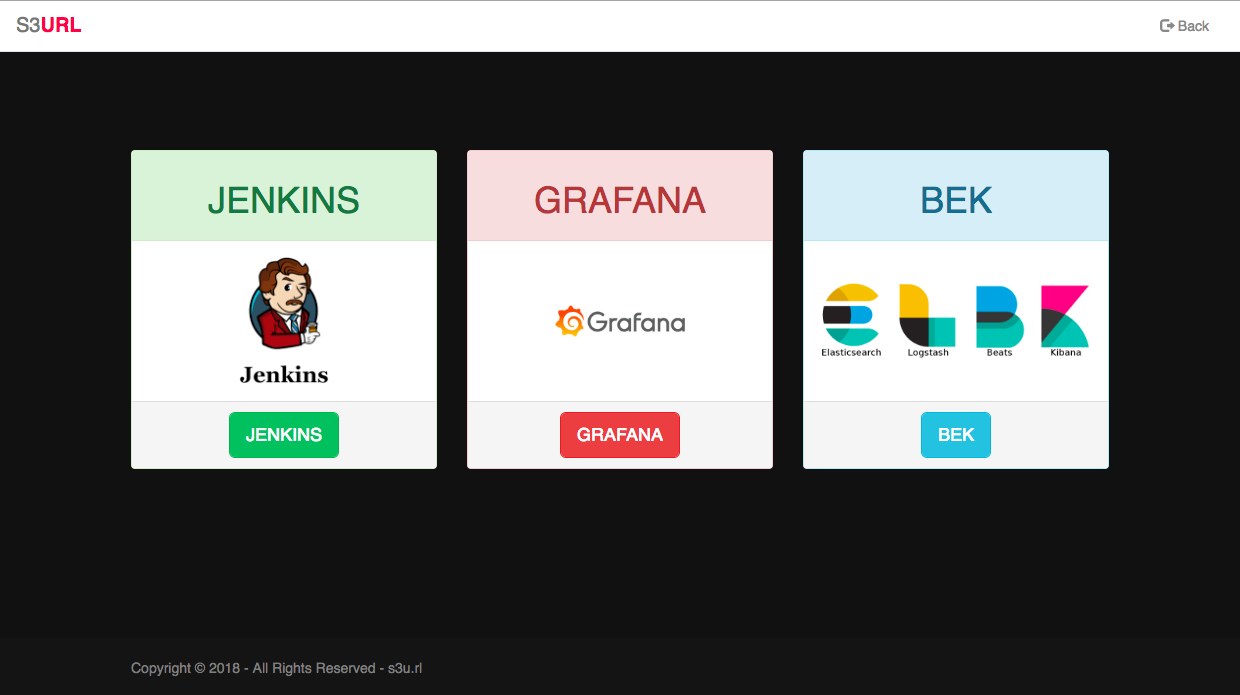 S3URL
Back
JENKINS
GRAFANA
BEK
Jenkins
Grafana
Elasticsearch
Logstash
Beats
Kibana
JENKINS
GRAFANA
BEK
Copyright © 2018 - All Rights Reserved - s3u.rl